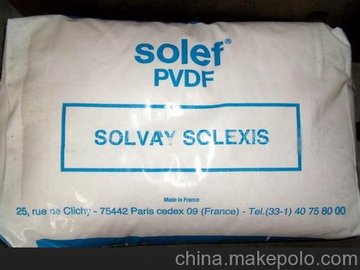 solef®
PVDF
SOLVAY SOLEXIS
Made in France
25, rue de Clichy - 75442 Paris cedex 09 (France) - Tel.(33-1) 40 75 80 00
china.makepolo.com